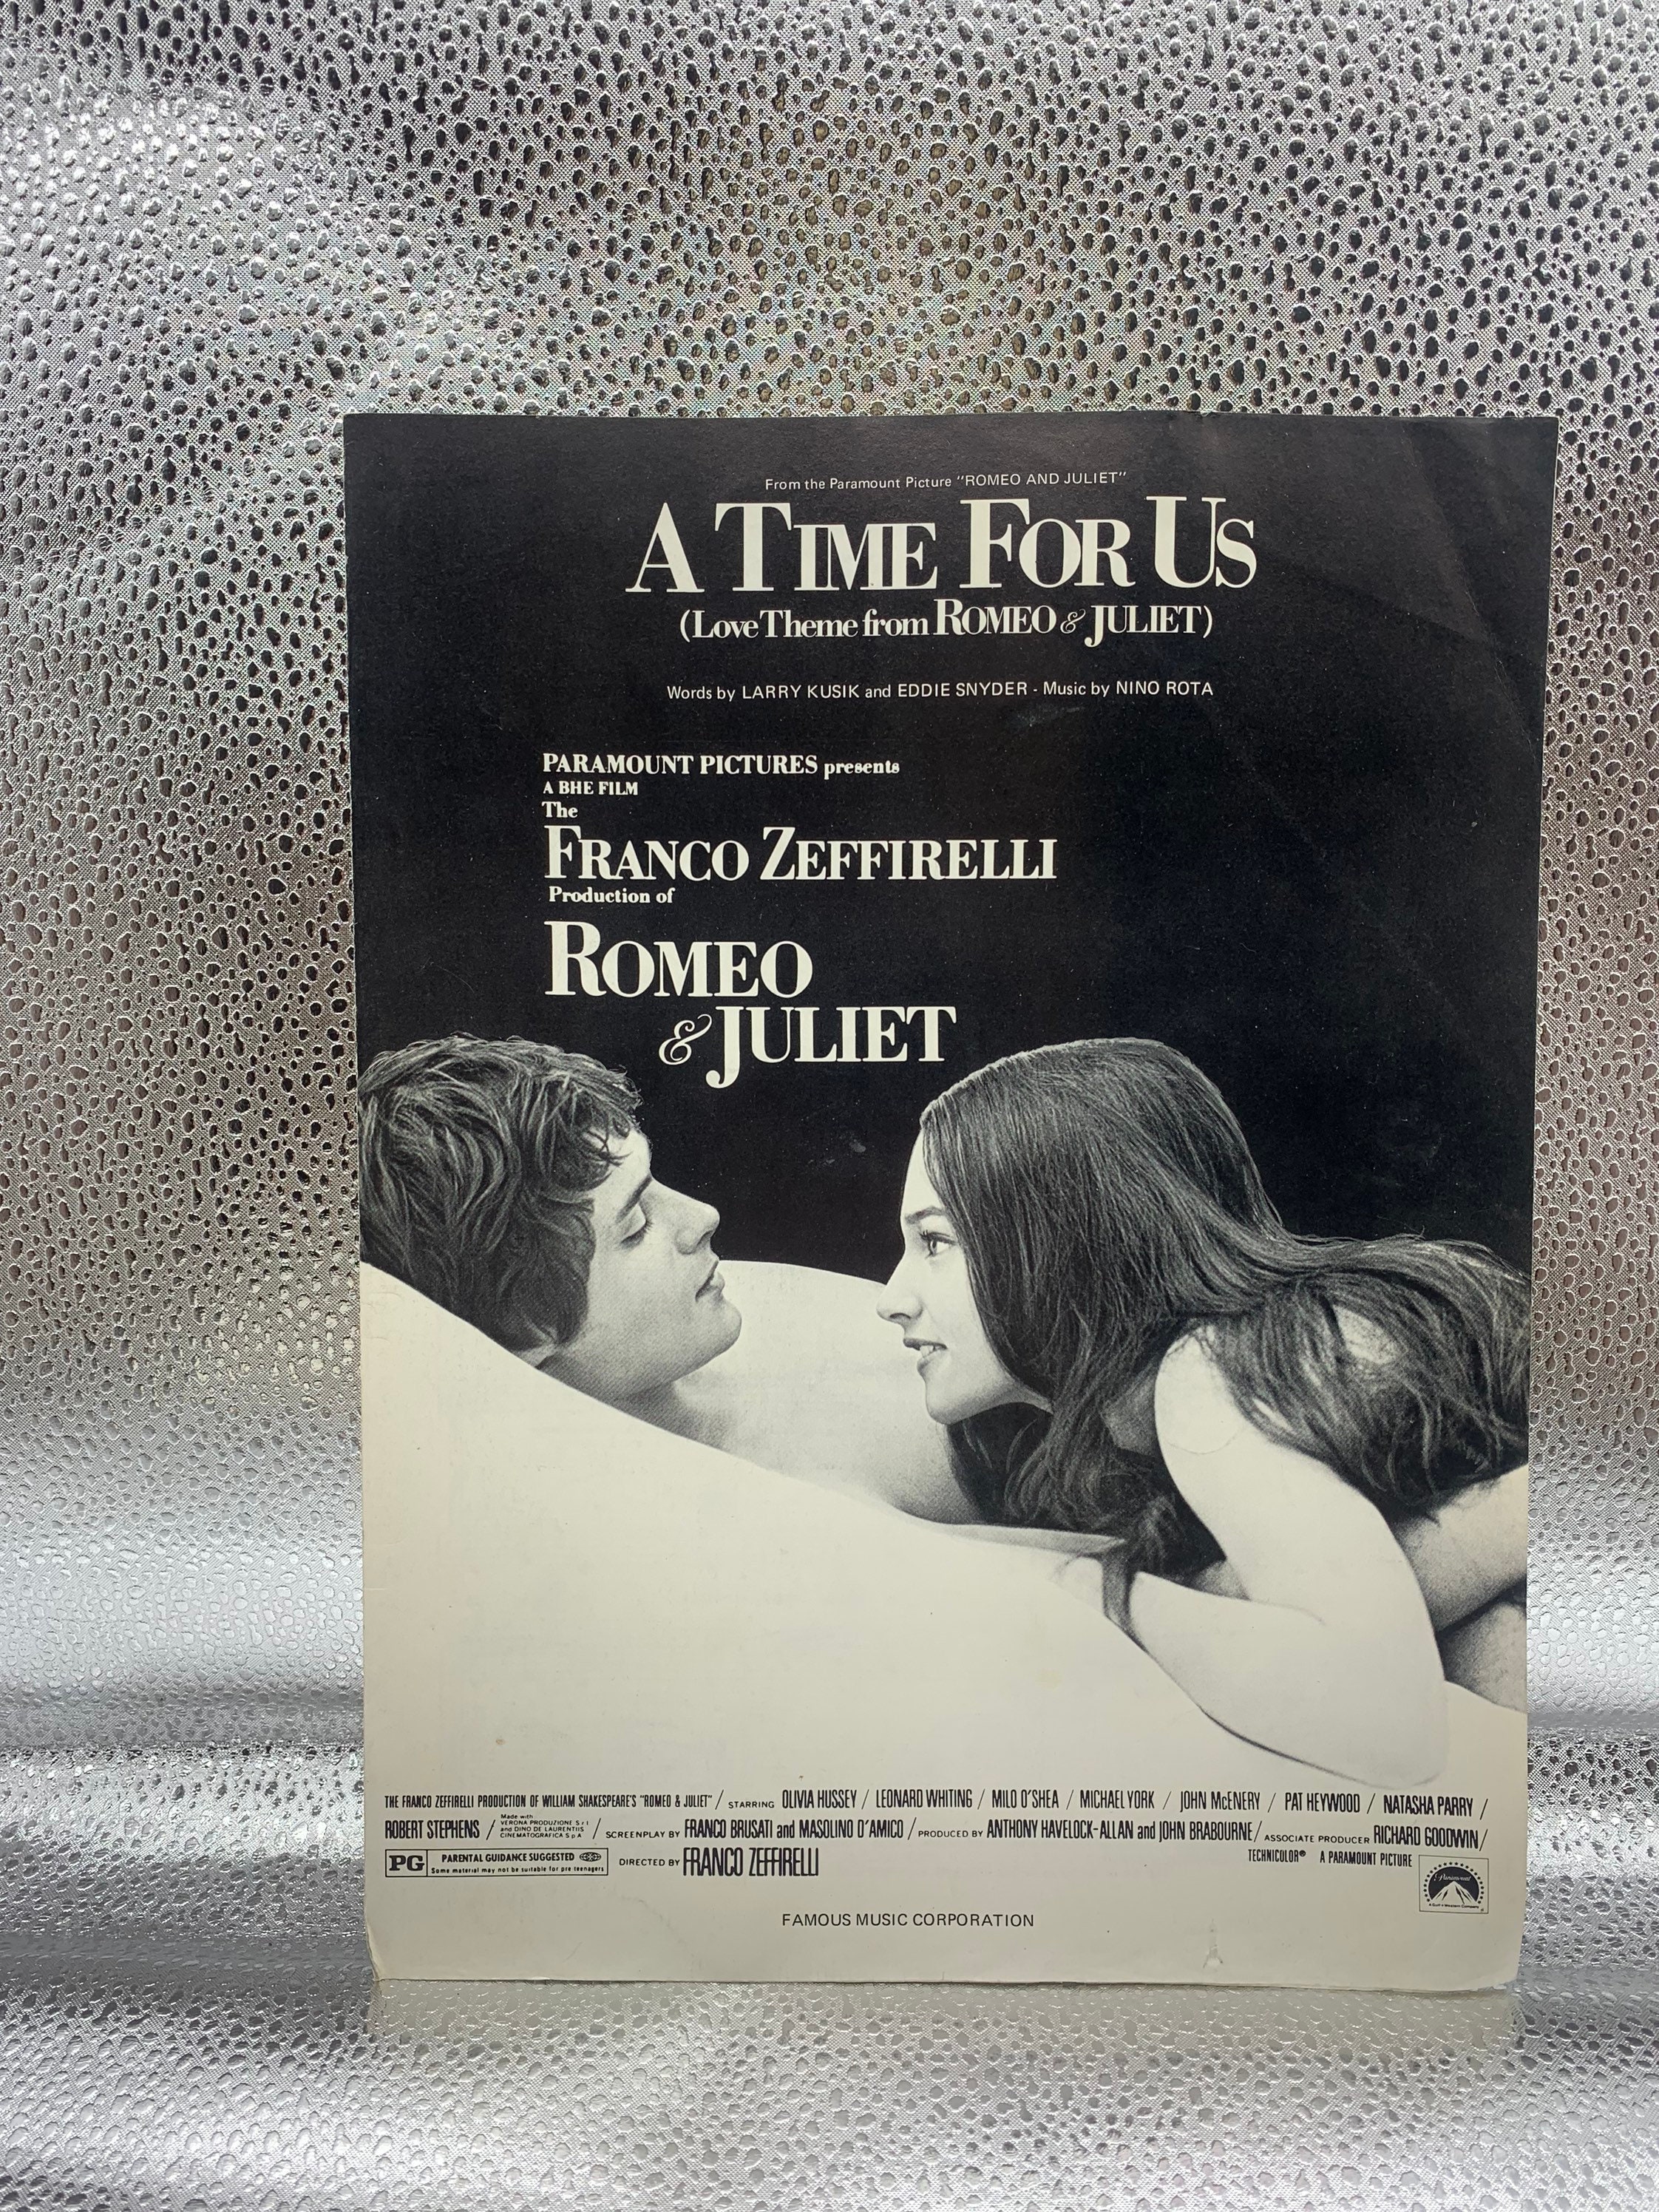 From the Paramount Picture "ROMEO AND JULIET"
A TIME FOR US
(Love Theme from ROMEO & JULIET)
Words by LARRY KUSIK and EDDIE SNYDER - Music by NINO ROTA
PARAMOUNT PICTURES presents
A BHE FILM
The
FRANCO ZEFFIRELLI
Production of
ROMEO
& JULIET
THE FRANCO ZEFFIRELLI PRODUCTION OF WILLIAM SHAKESPEARE'S "ROMEO & JULIET" / STARRING OLIVIA HUSSEY / LEONARD WHITING / MILO O'SHEA / MICHAEL YORK / JOHN McENERY / PAT HEYWOOD / NATASHA PARRY /
ROBERT STEPHENS / Made with VERONA PRODUZIONE S r l and DINO DE LAURENTIIS CINEMATOGRAFICA S p A / SCREENPLAY BY FRANCO BRUSATI and MASOLINO D'AMICO / PRODUCED BY ANTHONY HAVELOCK-ALLAN and JOHN BRABOURNE / ASSOCIATE PRODUCER RICHARD GOODWIN /
PG PARENTAL GUIDANCE SUGGESTED
Some material may not be suitable for pre teenagers
DIRECTED BY FRANCO ZEFFIRELLI
TECHNICOLOR® A PARAMOUNT PICTURE
Paramount
A Gulf + Western Company
FAMOUS MUSIC CORPORATION